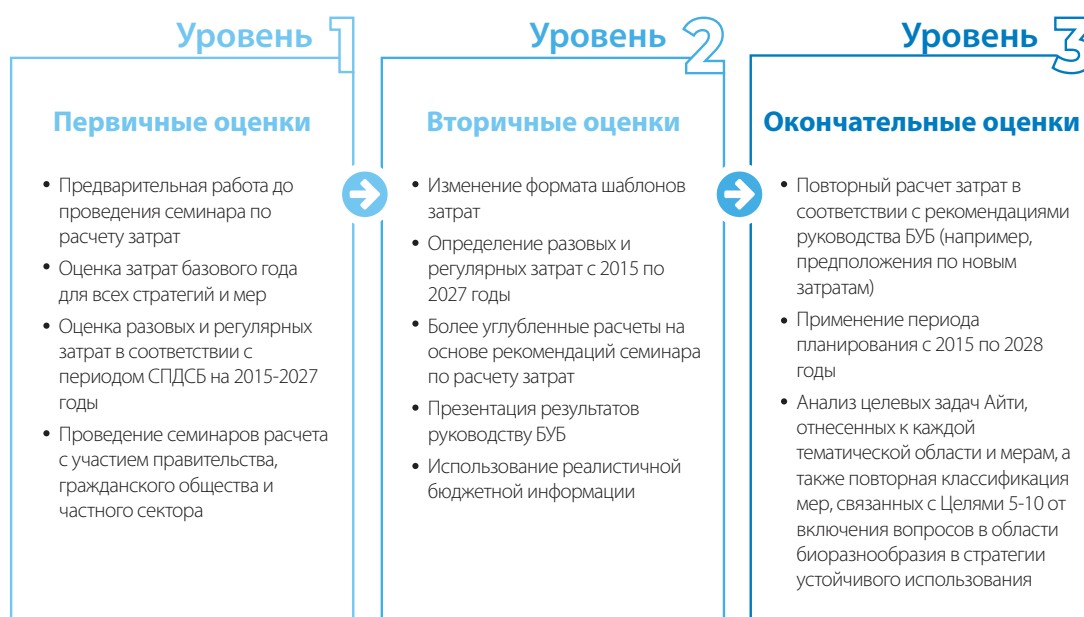 Уровень 1
Первичные оценки
• Предварительная работа до
проведения семинара по
расчету затрат
• Оценка затрат базового года
для всех стратегий и мер
• Оценка разовых и регулярных
затрат в соответствии с
периодом СПДСБ на 2015-2027
годы
• Проведение семинаров расчета
с участием правительства,
гражданского общества и
частного сектора
Уровень 2
Вторичные оценки
• Изменение формата шаблонов
затрат
• Определение разовых и
регулярных затрат с 2015 по
2027 годы
• Более углубленные расчеты на
основе рекомендаций семинара
по расчету затрат
• Презентация результатов
руководству БУБ
• Использование реалистичной
бюджетной информации
Уровень 3
Окончательные оценки
• Повторный расчет затрат в
соответствии с рекомендациями
руководства БУБ (например,
предположения по новым
затратам)
• Применение периода
планирования с 2015 по 2028
годы
• Анализ целевых задач Айти,
отнесенных к каждой
тематической области и мерам, а
также повторная классификация
мер, связанных с Целями 5-10 от
включения вопросов в области
биоразнообразия в стратегии
устойчивого использования